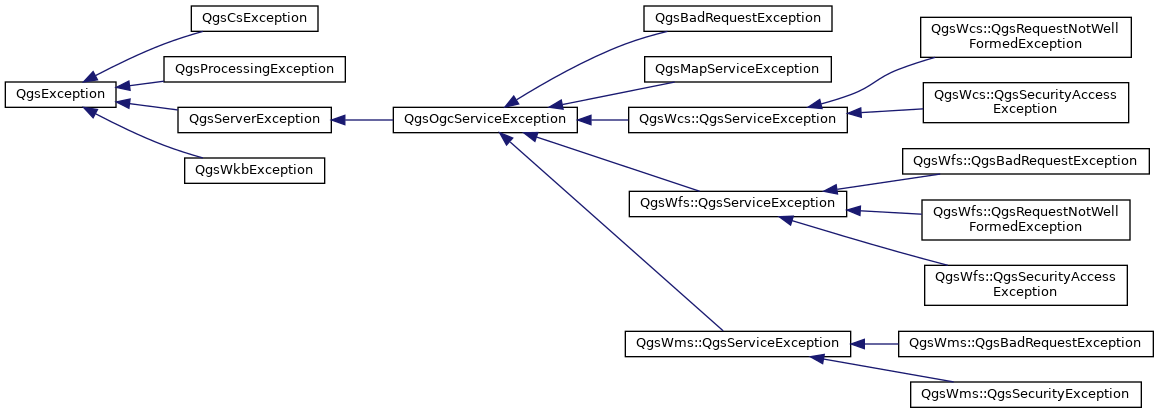 QgsCsException
QgsProcessingException
QgsException
QgsServerException
QgsWkbException
QgsOgcServiceException
QgsBadRequestException
QgsMapServiceException
QgsWcs::QgsServiceException
QgsWfs::QgsServiceException
QgsWms::QgsServiceException
QgsWcs::QgsRequestNotWell
FormedException
QgsWcs::QgsSecurityAccess
Exception
QgsWfs::QgsBadRequestException
QgsWfs::QgsRequestNotWell
FormedException
QgsWfs::QgsSecurityAccess
Exception
QgsWms::QgsBadRequestException
QgsWms::QgsSecurityException